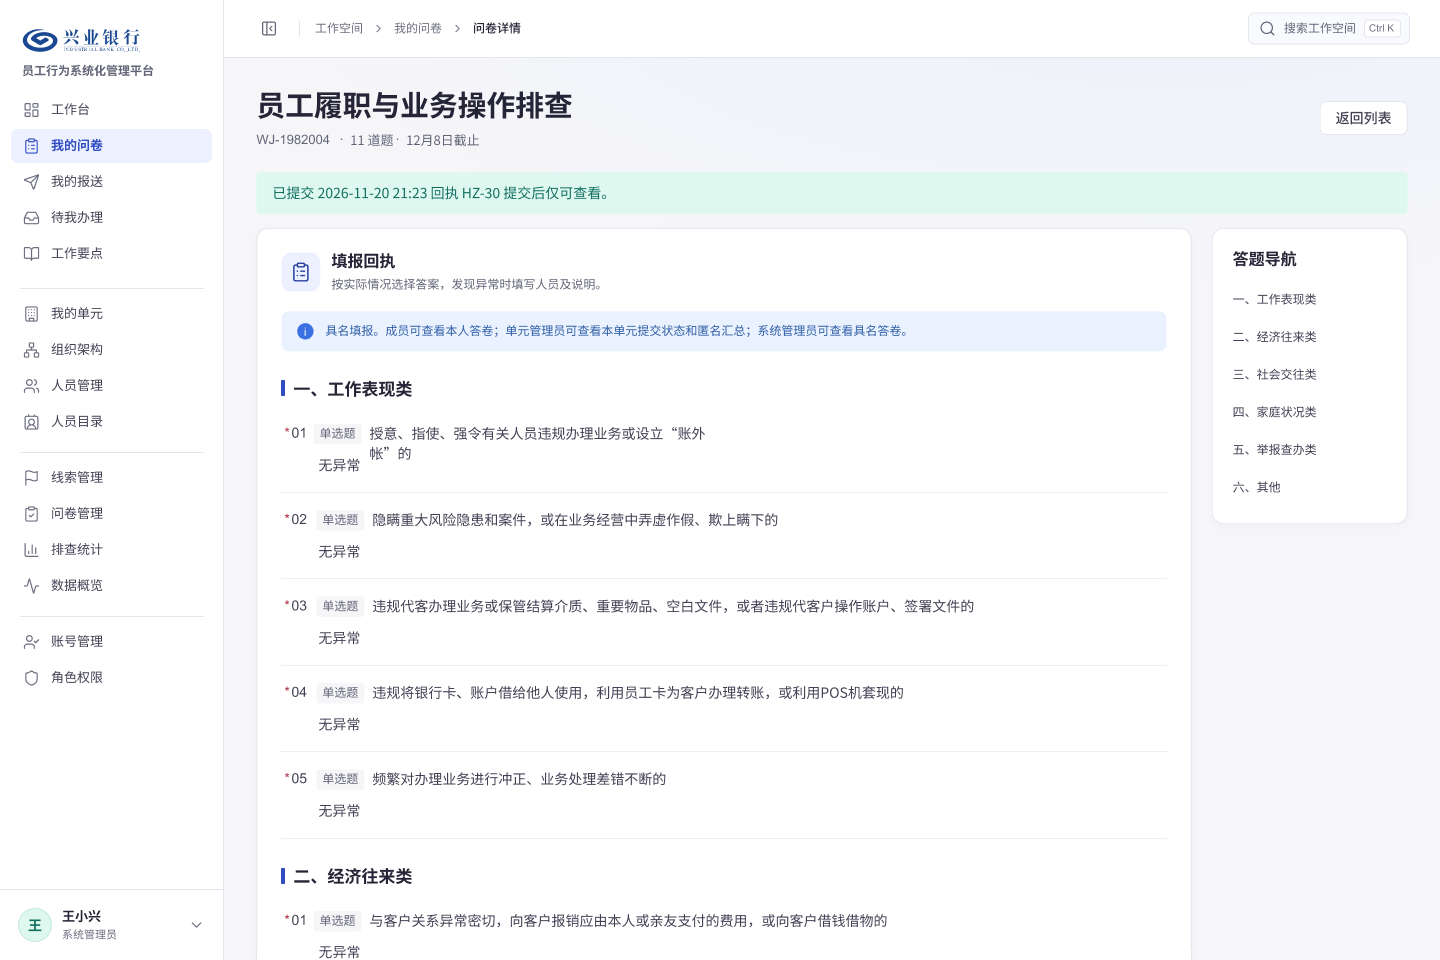 兴业银行
INDUSTRIAL BANK CO.,LTD.
员工行为系统化管理平台
工作台
我的问卷
我的报送
待我办理
工作要点
我的单元
组织架构
人员管理
人员目录
线索管理
问卷管理
排查统计
数据概览
账号管理
角色权限
王
王小兴
系统管理员
工作空间 > 我的问卷 > 问卷详情
搜索工作空间 Ctrl K
员工履职与业务操作排查
WJ-1982004 · 11 道题 · 12月8日截止
返回列表
已提交 2026-11-20 21:23 回执 HZ-30 提交后仅可查看。
填报回执
按实际情况选择答案，发现异常时填写人员及说明。
具名填报。成员可查看本人答卷；单元管理员可查看本单元提交状态和匿名汇总；系统管理员可查看具名答卷。
一、工作表现类
*01 单选题 授意、指使、强令有关人员违规办理业务或设立“账外
帐”的
无异常
*02 单选题 隐瞒重大风险隐患和案件，或在业务经营中弄虚作假、欺上瞒下的
无异常
*03 单选题 违规代客办理业务或保管结算介质、重要物品、空白文件，或者违规代客户操作账户、签署文件的
无异常
*04 单选题 违规将银行卡、账户借给他人使用，利用员工卡为客户办理转账，或利用POS机套现的
无异常
*05 单选题 频繁对办理业务进行冲正、业务处理差错不断的
无异常
二、经济往来类
*01 单选题 与客户关系异常密切，向客户报销应由本人或亲友支付的费用，或向客户借钱借物的
无异常
答题导航
一、工作表现类
二、经济往来类
三、社会交往类
四、家庭状况类
五、举报查办类
六、其他